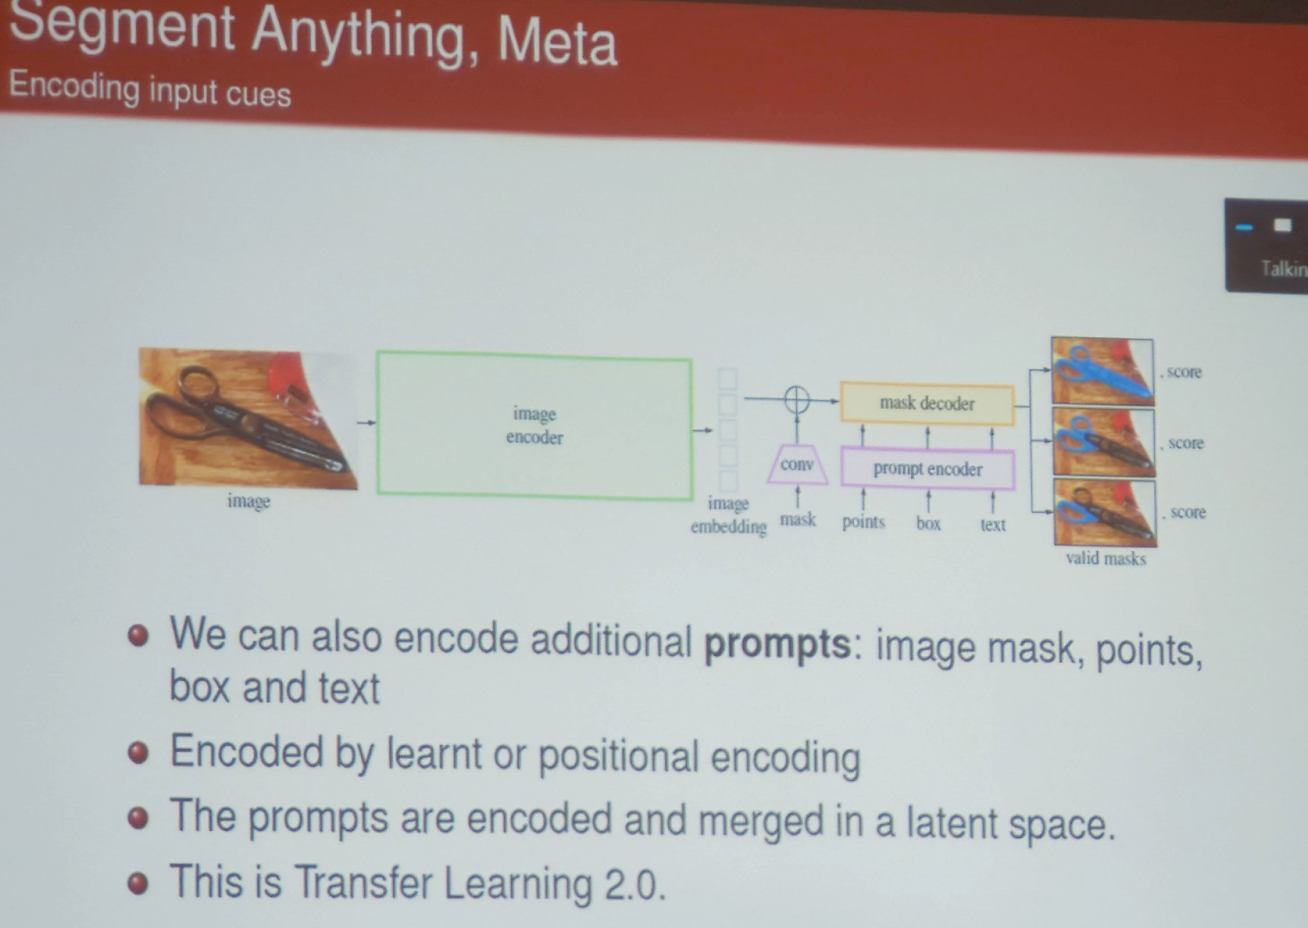 Segment Anything, Meta
Encoding input cues
Talkin
image
encoder
image
image
embedding
conv
mask
mask decoder
prompt encoder
points
box
text
, score
, score
, score
valid masks
We can also encode additional prompts: image mask, points,
box and text
Encoded by learnt or positional encoding
The prompts are encoded and merged in a latent space.
This is Transfer Learning 2.0.